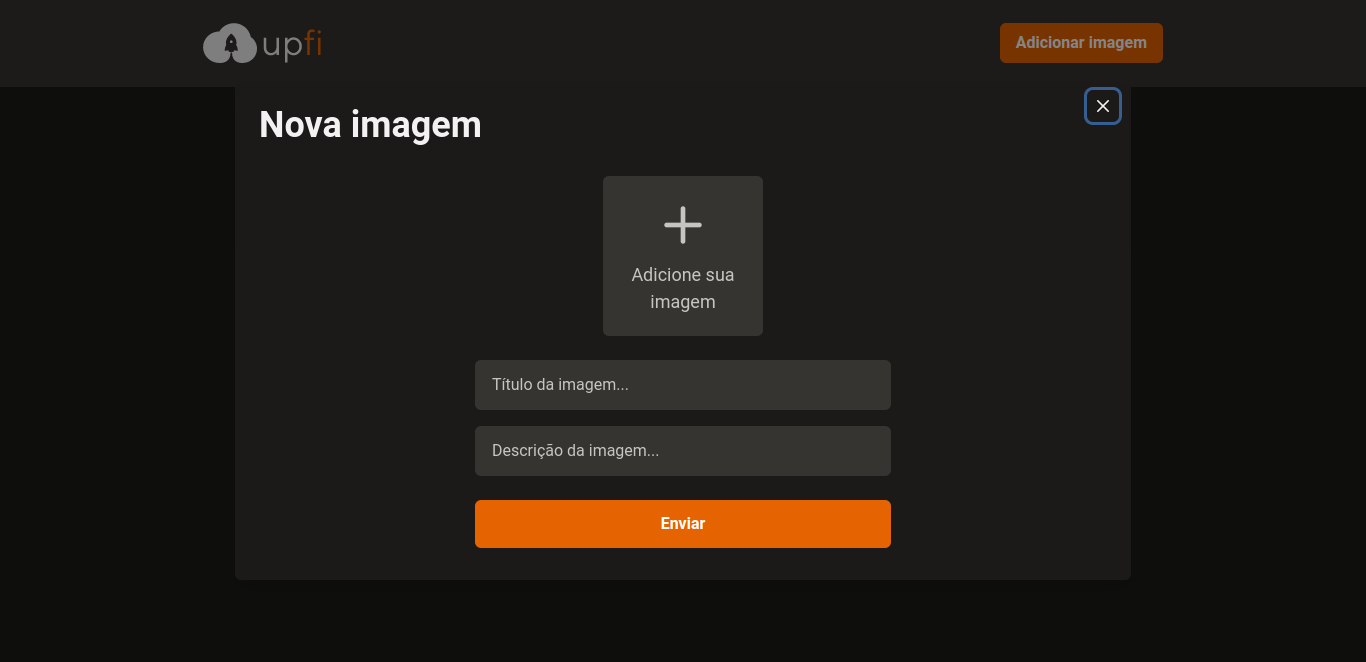 upfi
Adicionar imagem
Nova imagem
Adicione sua
imagem
Título da imagem...
Descrição da imagem...
Enviar